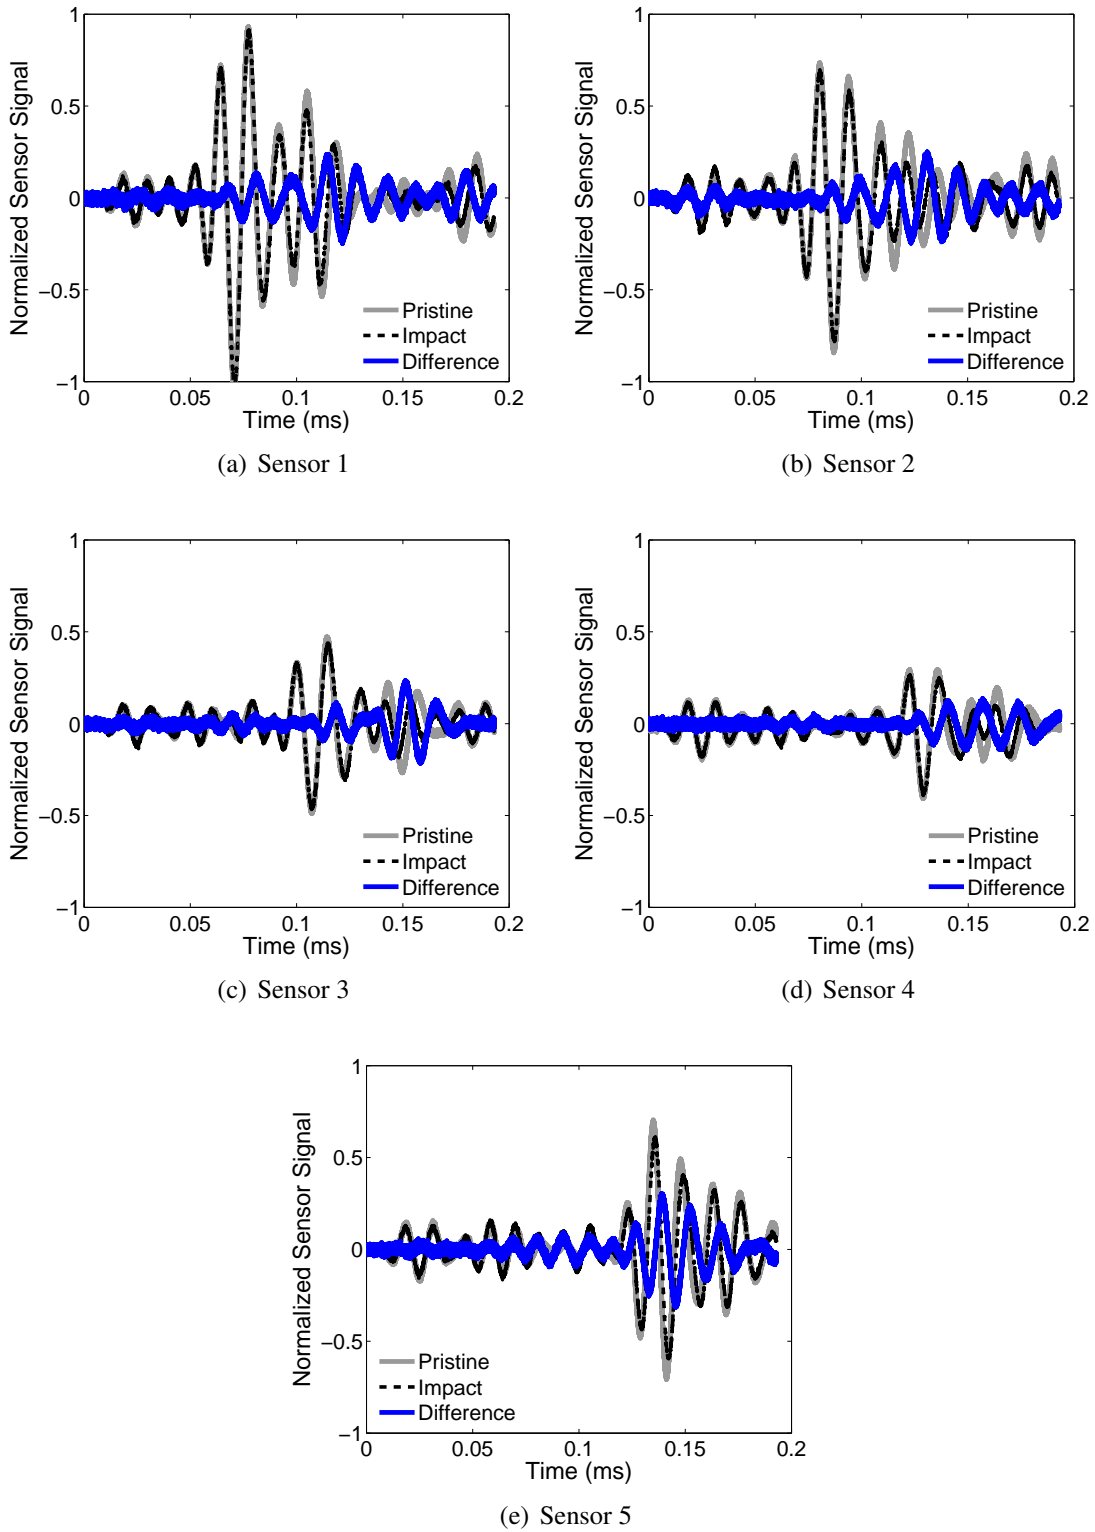 1
0.5
0
−0.5
−1
Normalized Sensor Signal
Pristine
Impact
Difference
0 0.05 0.1 0.15 0.2
Time (ms)
(a) Sensor 1
1
0.5
0
−0.5
−1
Normalized Sensor Signal
Pristine
Impact
Difference
0 0.05 0.1 0.15 0.2
Time (ms)
(b) Sensor 2
1
0.5
0
−0.5
−1
Normalized Sensor Signal
Pristine
Impact
Difference
0 0.05 0.1 0.15 0.2
Time (ms)
(c) Sensor 3
1
0.5
0
−0.5
−1
Normalized Sensor Signal
Pristine
Impact
Difference
0 0.05 0.1 0.15 0.2
Time (ms)
(d) Sensor 4
1
0.5
0
−0.5
−1
Normalized Sensor Signal
Pristine
Impact
Difference
0 0.05 0.1 0.15 0.2
Time (ms)
(e) Sensor 5